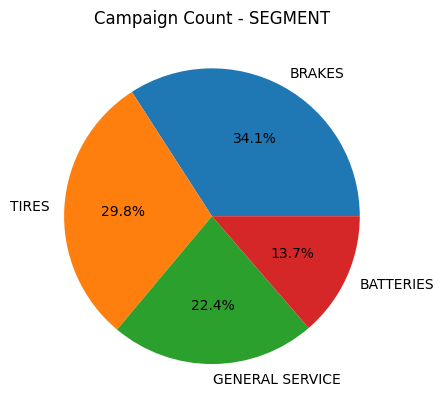 Campaign Count - SEGMENT
BRAKES
34.1%
TIRES
29.8%
13.7%
BATTERIES
22.4%
GENERAL SERVICE